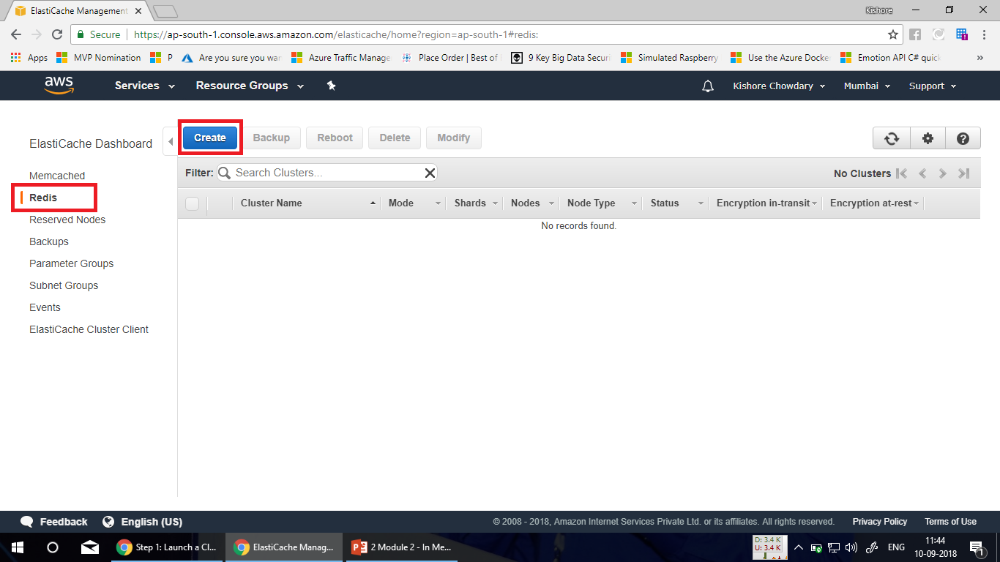 ElastiCache Management
Kishore
Secure
https://ap-south-1.console.aws.amazon.com/elasticache/home?region=ap-south-1#redis:
Apps MVP Nomination P Are you sure you wan Azure Traffic Manage Place Order | Best of 9 Key Big Data Securi Simulated Raspberry Use the Azure Docke Emotion API C# quick »
aws Services Resource Groups Kishore Chowdary Mumbai Support
ElastiCache Dashboard
Memcached
Redis
Reserved Nodes
Backups
Parameter Groups
Subnet Groups
Events
ElastiCache Cluster Client
Create Backup Reboot Delete Modify
Filter: Search Clusters... No Clusters
Cluster Name Mode Shards Nodes Node Type Status Encryption in-transit Encryption at-rest
No records found.
Feedback English (US) © 2008 - 2018, Amazon Internet Services Private Ltd. or its affiliates. All rights reserved. Privacy Policy Terms of Use
Step 1: Launch a Cl... ElastiCache Manag... 2 Module 2 - In Me...
D: 3.4 K
U: 3.4 K
ENG
11:44
10-09-2018
1